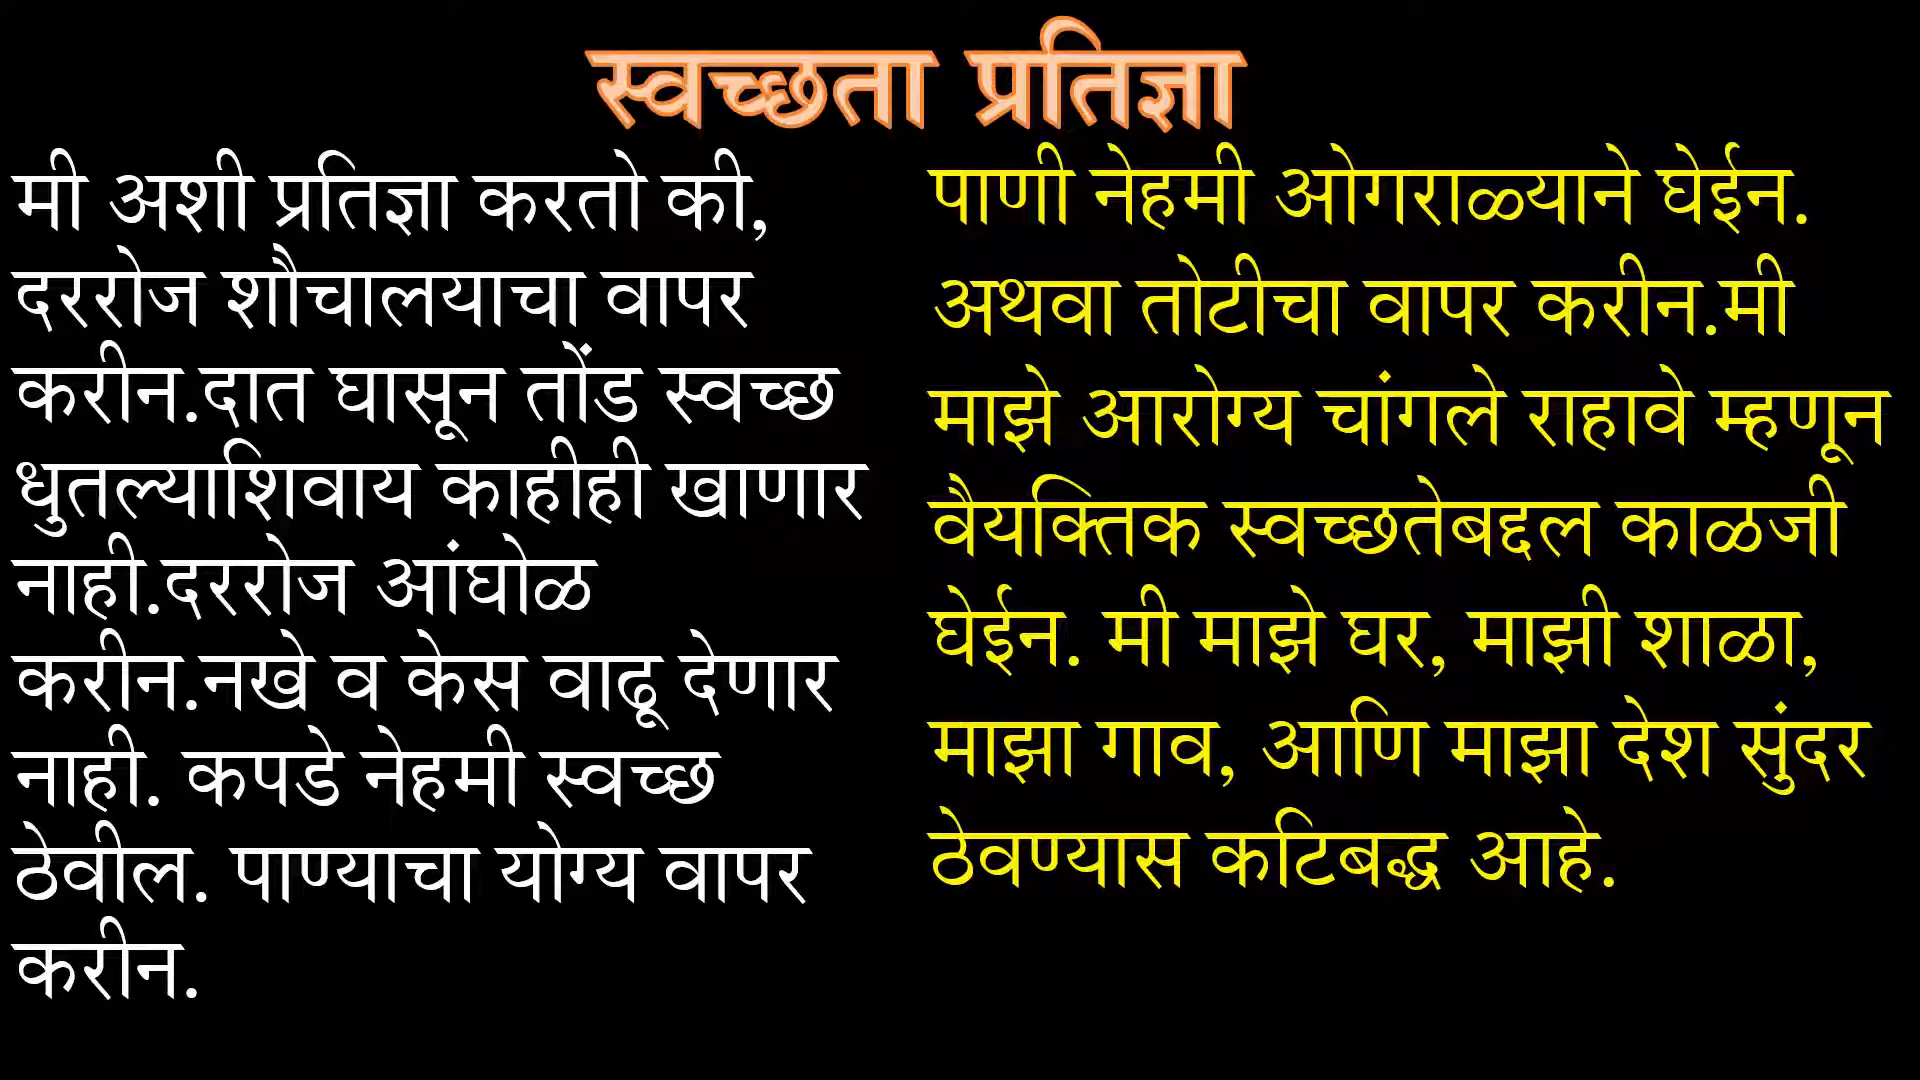 स्वच्छता प्रतिज्ञा
मी अशी प्रतिज्ञा करतो की,
दररोज शौचालयाचा वापर
करीन.दात घासून तोंड स्वच्छ
धुतल्याशिवाय काहीही खाणार
नाही.दररोज आंघोळ
करीन.नखे व केस वाढू देणार
नाही. कपडे नेहमी स्वच्छ
ठेवील. पाण्याचा योग्य वापर
करीन.
पाणी नेहमी ओगराळ्याने घेईन.
अथवा तोटीचा वापर करीन.मी
माझे आरोग्य चांगले राहावे म्हणून
वैयक्तिक स्वच्छतेबद्दल काळजी
घेईन. मी माझे घर, माझी शाळा,
माझा गाव, आणि माझा देश सुंदर
ठेवण्यास कटिबद्ध आहे.